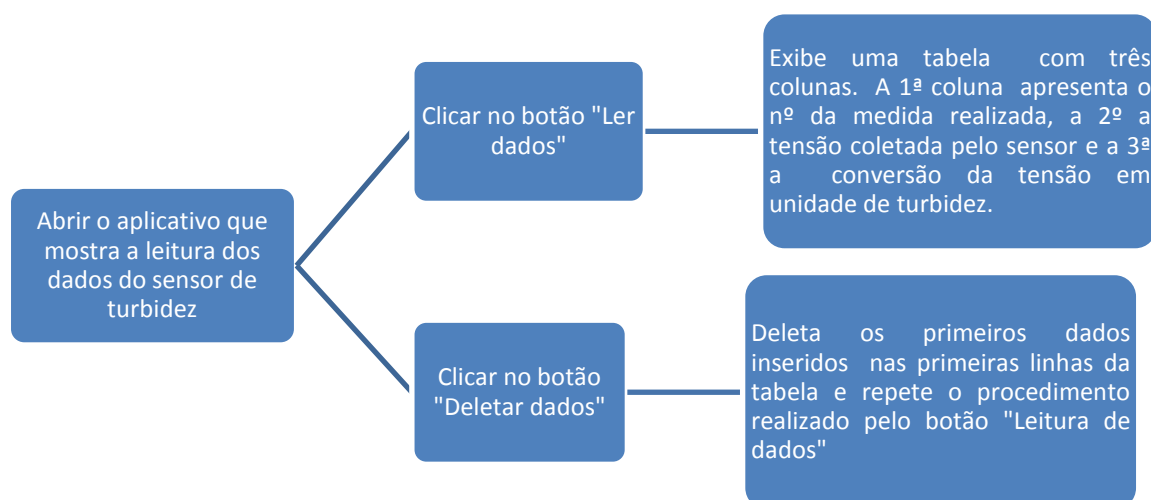 Abrir o aplicativo que
mostra a leitura dos
dados do sensor de
turbidez
Clicar no botão "Ler
dados"
Exibe uma tabela com três
colunas. A 1ª coluna apresenta o
nº da medida realizada, a 2º a
tensão coletada pelo sensor e a 3ª
a conversão da tensão em
unidade de turbidez.
Clicar no botão
"Deletar dados"
Deleta os primeiros dados
inseridos nas primeiras linhas da
tabela e repete o procedimento
realizado pelo botão "Leitura de
dados"